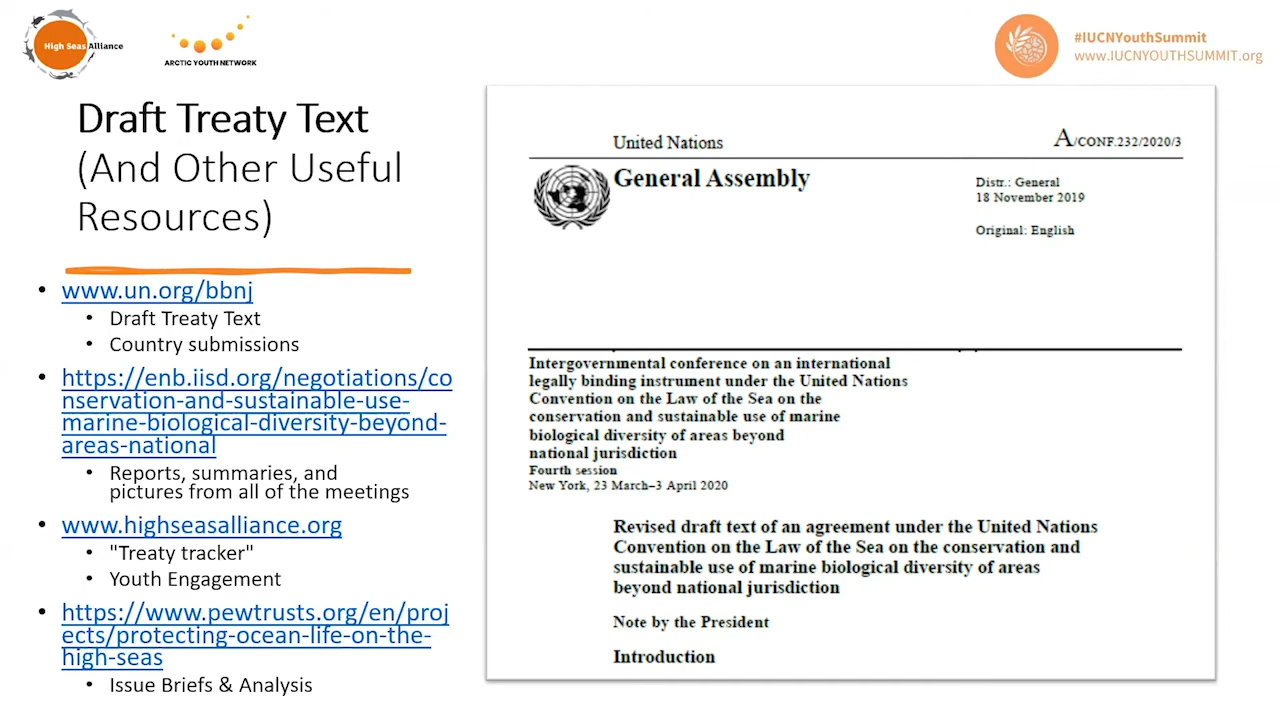 High Seas Alliance
ARCTIC YOUTH NETWORK
#IUCNYouthSummit
www.IUCNYOUTHSUMMIT.org
Draft Treaty Text
(And Other Useful
Resources)
• www.un.org/bbnj
• Draft Treaty Text
• Country submissions
• https://enb.iisd.org/negotiations/co
nservation-and-sustainable-use-
marine-biological-diversity-beyond-
areas-national
• Reports, summaries, and
pictures from all of the meetings
• www.highseasalliance.org
• "Treaty tracker"
• Youth Engagement
• https://www.pewtrusts.org/en/proj
ects/protecting-ocean-life-on-the-
high-seas
• Issue Briefs & Analysis
United Nations
A/CONF.232/2020/3
General Assembly
Distr.: General
18 November 2019
Original: English
Intergovernmental conference on an international
legally binding instrument under the United Nations
Convention on the Law of the Sea on the
conservation and sustainable use of marine
biological diversity of areas beyond
national jurisdiction
Fourth session
New York, 23 March–3 April 2020
Revised draft text of an agreement under the United Nations
Convention on the Law of the Sea on the conservation and
sustainable use of marine biological diversity of areas
beyond national jurisdiction
Note by the President
Introduction